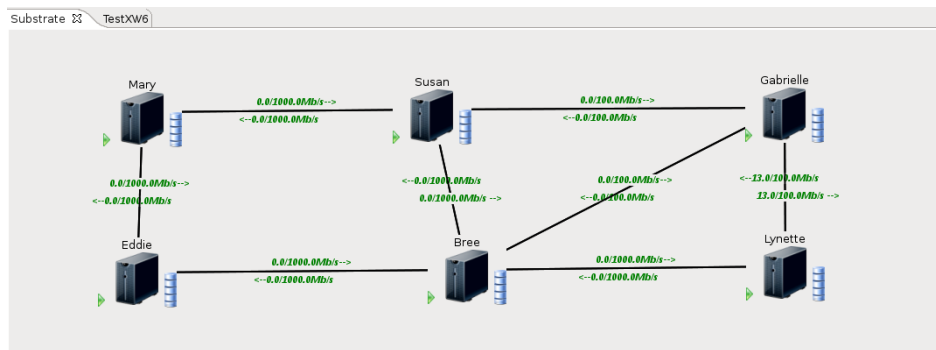 Substrate
TestXW6
Mary
Susan
Gabrielle
0.0/1000.0Mb/s-->
<--0.0/1000.0Mb/s
0.0/100.0Mb/s-->
<--0.0/100.0Mb/s
0.0/1000.0Mb/s-->
<--0.0/1000.0Mb/s
<--0.0/1000.0Mb/s
0.0/1000.0Mb/s -->
0.0/100.0Mb/s-->
<--0.0/100.0Mb/s
<--13.0/100.0Mb/s
13.0/100.0Mb/s -->
Eddie
Bree
Lynette
0.0/1000.0Mb/s-->
<--0.0/1000.0Mb/s
0.0/1000.0Mb/s-->
<--0.0/1000.0Mb/s